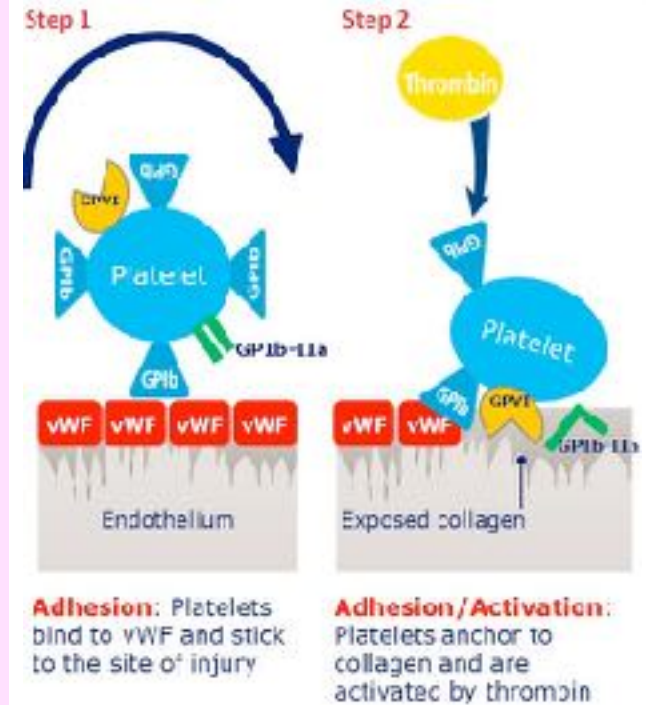 Step 1
Step 2
Thrombin
GPIb
GPVI
GPIb
Platelet
GPIb
GPIb
Platelet
GPIb-IIa
GPIb
GPIb
GPVI
vWF vWF vWF vWF
vWF vWF
GPIb-IIa
Endothelium
Exposed collagen
Adhesion: Platelets
bind to vWF and stick
to the site of injury
Adhesion/Activation:
Platelets anchor to
collagen and are
activated by thrombin